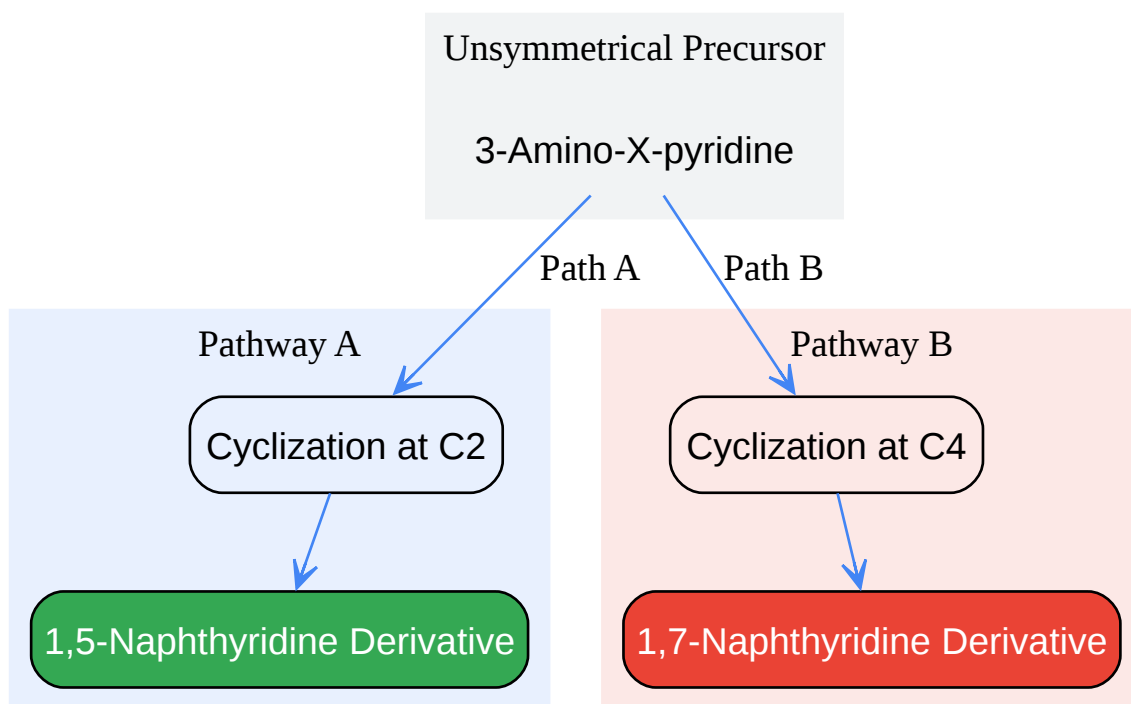 Unsymmetrical Precursor
3-Amino-X-pyridine
Path A
Path B
Pathway A
Pathway B
Cyclization at C2
Cyclization at C4
1,5-Naphthyridine Derivative
1,7-Naphthyridine Derivative